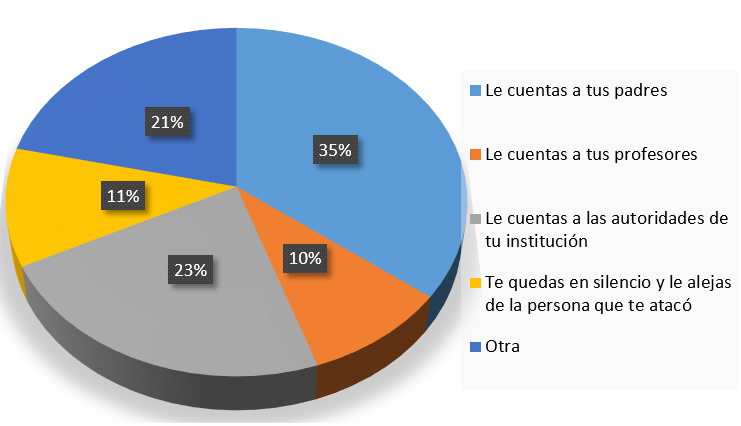 21%
35%
11%
23%
10%
Le cuentas a tus padres
Le cuentas a tus profesores
Le cuentas a las autoridades de
tu institución
Te quedas en silencio y le alejas
de la persona que te atacó
Otra